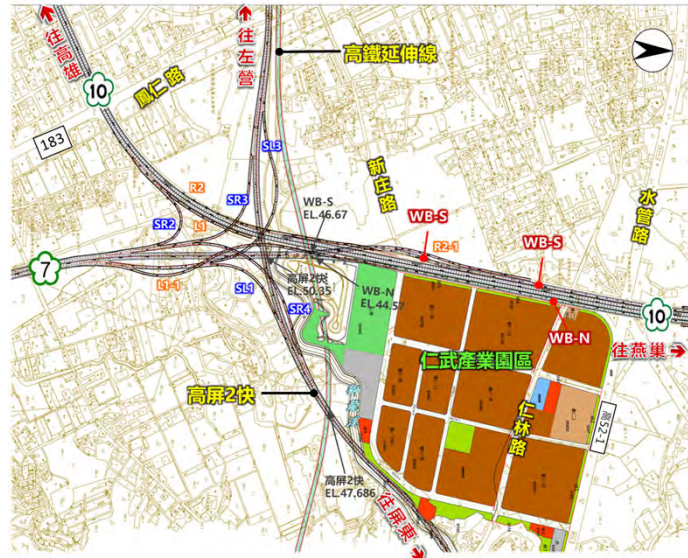 往高雄
往左營
高鐵延伸線
10
鳳仁路
183
SL3
新庄路
水管路
R2
WB-S
EL.46.67
SR3
L1
SR2
WB-S
R2-1
WB-S
7
高屏2快
EL.50.35
WB-N
EL.44.57
L1-1
SL1
SR4
WB-N
10
往燕巢
仁武產業園區
高屏2快
仁林路
高52-1
高屏2快
EL.47.686
往屏東